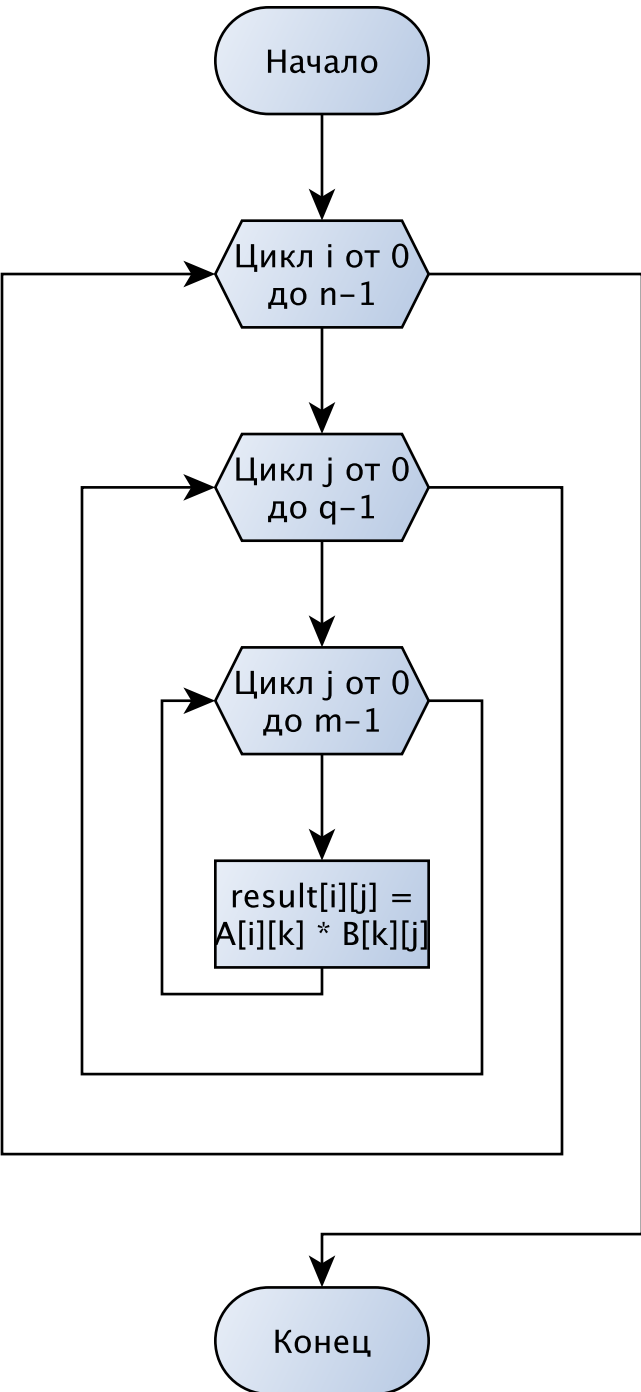 Начало
Цикл i от 0
до n-1
Цикл j от 0
до q-1
Цикл j от 0
до m-1
result[i][j] =
A[i][k] * B[k][j]
Конец